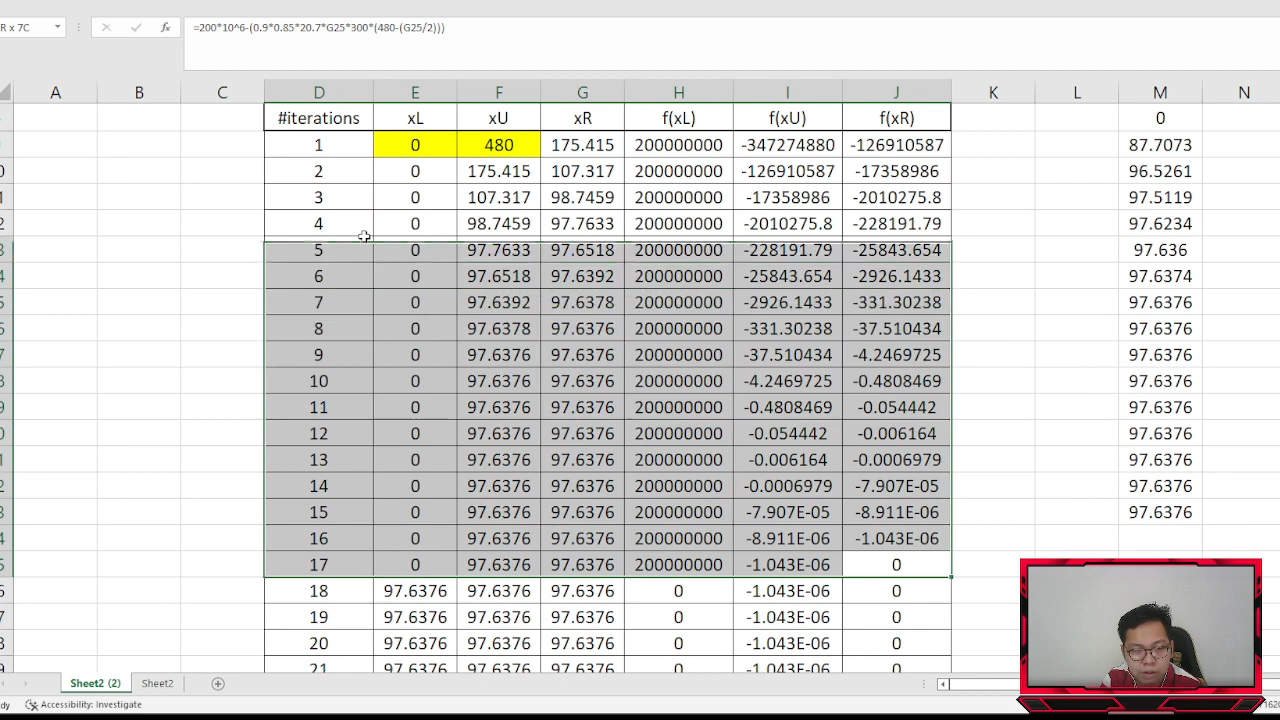 R x 7C
=200*10^6-(0.9*0.85*20.7*G25*300*(480-(G25/2)))
A B C D E F G H I J K L M N
#iterations xL xU xR f(xL) f(xU) f(xR) 0
1 0 480 175.415 200000000 -347274880 -126910587 87.7073
2 0 175.415 107.317 200000000 -126910587 -17358986 96.5261
3 0 107.317 98.7459 200000000 -17358986 -2010275.8 97.5119
4 0 98.7459 97.7633 200000000 -2010275.8 -228191.79 97.6234
5 0 97.7633 97.6518 200000000 -228191.79 -25843.654 97.636
6 0 97.6518 97.6392 200000000 -25843.654 -2926.1433 97.6374
7 0 97.6392 97.6378 200000000 -2926.1433 -331.30238 97.6376
8 0 97.6378 97.6376 200000000 -331.30238 -37.510434 97.6376
9 0 97.6376 97.6376 200000000 -37.510434 -4.2469725 97.6376
10 0 97.6376 97.6376 200000000 -4.2469725 -0.4808469 97.6376
11 0 97.6376 97.6376 200000000 -0.4808469 -0.054442 97.6376
12 0 97.6376 97.6376 200000000 -0.054442 -0.006164 97.6376
13 0 97.6376 97.6376 200000000 -0.006164 -0.0006979 97.6376
14 0 97.6376 97.6376 200000000 -0.0006979 -7.907E-05 97.6376
15 0 97.6376 97.6376 200000000 -7.907E-05 -8.911E-06 97.6376
16 0 97.6376 97.6376 200000000 -8.911E-06 -1.043E-06
17 0 97.6376 97.6376 200000000 -1.043E-06 0
18 97.6376 97.6376 97.6376 0 -1.043E-06 0
19 97.6376 97.6376 97.6376 0 -1.043E-06 0
20 97.6376 97.6376 97.6376 0 -1.043E-06 0
21 97.6376 97.6376 97.6376 0 -1.043E-06 0
Sheet2 (2) Sheet2
dy Accessibility: Investigate